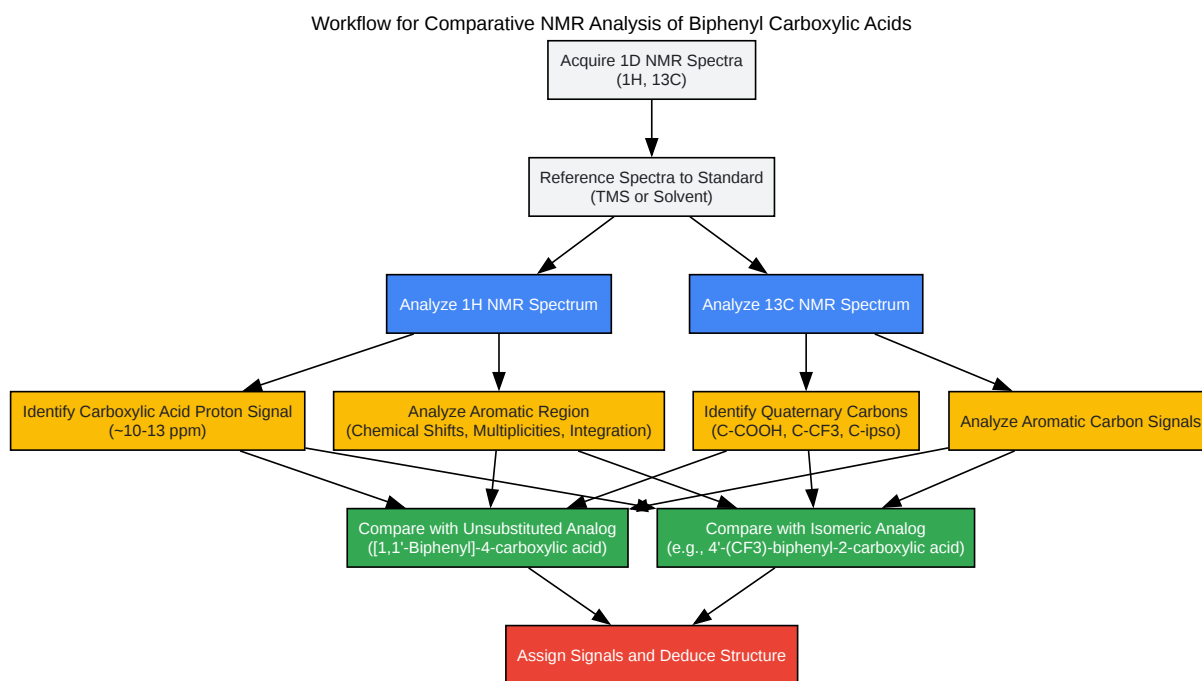 Workflow for Comparative NMR Analysis of Biphenyl Carboxylic Acids
Acquire 1D NMR Spectra
(1H, 13C)
Reference Spectra to Standard
(TMS or Solvent)
Analyze 1H NMR Spectrum
Analyze 13C NMR Spectrum
Identify Carboxylic Acid Proton Signal
(~10-13 ppm)
Analyze Aromatic Region
(Chemical Shifts, Multiplicities, Integration)
Identify Quaternary Carbons
(C-COOH, C-CF3, C-ipso)
Analyze Aromatic Carbon Signals
Compare with Unsubstituted Analog
([1,1'-Biphenyl]-4-carboxylic acid)
Compare with Isomeric Analog
(e.g., 4'-(CF3)-biphenyl-2-carboxylic acid)
Assign Signals and Deduce Structure